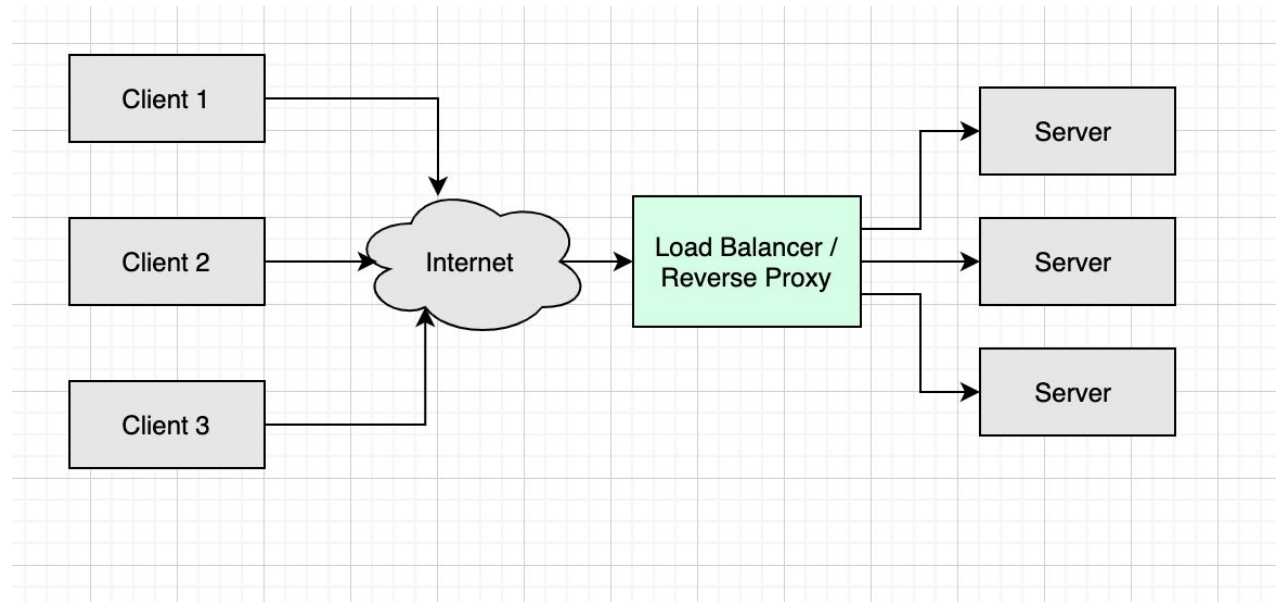 Client 1
Client 2
Client 3
Internet
Load Balancer /
Reverse Proxy
Server
Server
Server